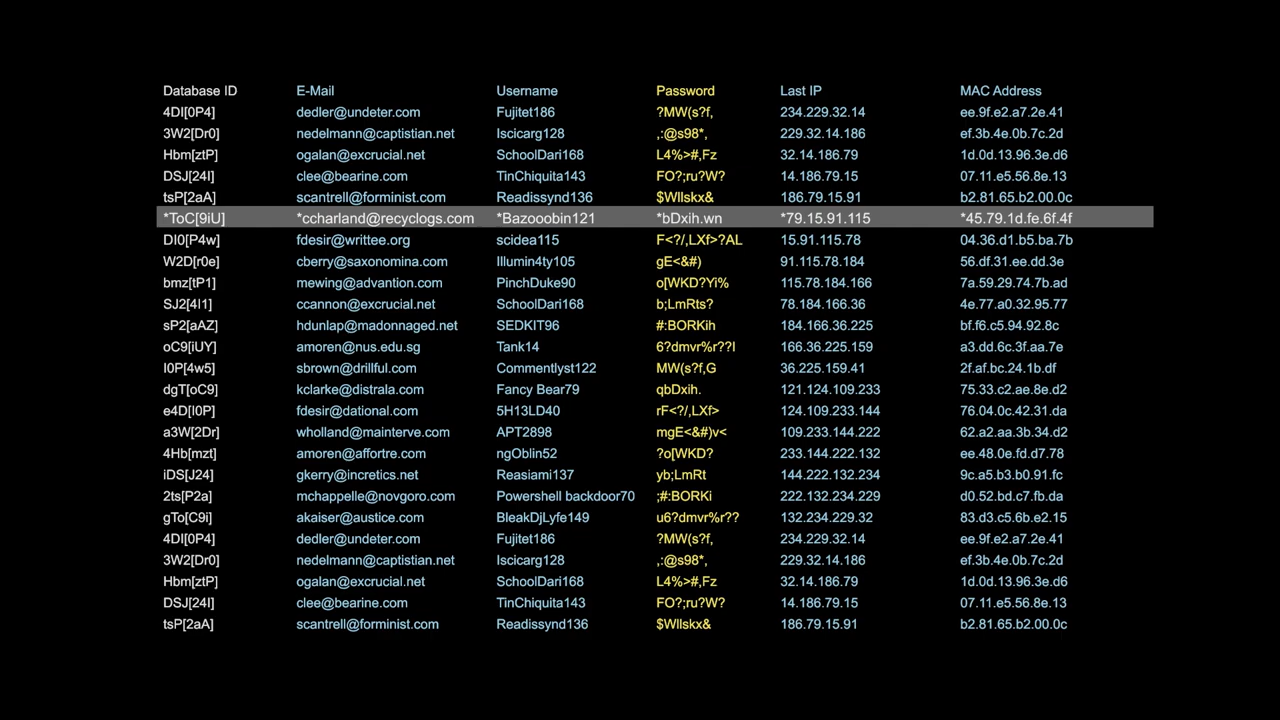 Database ID E-Mail Username Password Last IP MAC Address
4DI[0P4] dedler@undeter.com Fujitet186 ?MW(s?f, 234.229.32.14 ee.9f.e2.a7.2e.41
3W2[Dr0] nedelmann@captistian.net Iscicarg128 ,:@s98*, 229.32.14.186 ef.3b.4e.0b.7c.2d
Hbm[ztP] ogalan@excrucial.net SchoolDari168 L4%>#,Fz 32.14.186.79 1d.0d.13.96.3e.d6
DSJ[24I] clee@bearine.com TinChiquita143 FO?;ru?W? 14.186.79.15 07.11.e5.56.8e.13
tsP[2aA] scantrell@forminist.com Readissynd136 $Wllskx& 186.79.15.91 b2.81.65.b2.00.0c
*ToC[9iU] *ccharland@recyclogs.com *Bazooobin121 *bDxih.wn *79.15.91.115 *45.79.1d.fe.6f.4f
DI0[P4w] fdesir@writtee.org scidea115 F<?/,LXf>?AL 15.91.115.78 04.36.d1.b5.ba.7b
W2D[r0e] cberry@saxonomina.com Illumin4ty105 gE<&#) 91.115.78.184 56.df.31.ee.dd.3e
bmz[tP1] mewing@advantion.com PinchDuke90 o[WKD?Yi% 115.78.184.166 7a.59.29.74.7b.ad
SJ2[4I1] ccannon@excrucial.net SchoolDari168 b;LmRts? 78.184.166.36 4e.77.a0.32.95.77
sP2[aAZ] hdunlap@madonnaged.net SEDKIT96 #:BORKih 184.166.36.225 bf.f6.c5.94.92.8c
oC9[iUY] amoren@nus.edu.sg Tank14 6?dmvr%r??I 166.36.225.159 a3.dd.6c.3f.aa.7e
I0P[4w5] sbrown@drillful.com Commentlyst122 MW(s?f,G 36.225.159.41 2f.af.bc.24.1b.df
dgT[oC9] kclarke@distrala.com Fancy Bear79 qbDxih. 121.124.109.233 75.33.c2.ae.8e.d2
e4D[I0P] fdesir@dational.com 5H13LD40 rF<?/,LXf> 124.109.233.144 76.04.0c.42.31.da
a3W[2Dr] wholland@mainterve.com APT2898 mgE<&#)v< 109.233.144.222 62.a2.aa.3b.34.d2
4Hb[mzt] amoren@affortre.com ngOblin52 ?o[WKD? 233.144.222.132 ee.48.0e.fd.d7.78
iDS[J24] gkerry@incretics.net Reasiami137 yb;LmRt 144.222.132.234 9c.a5.b3.b0.91.fc
2ts[P2a] mchappelle@novgoro.com Powershell backdoor70 ;#:BORKi 222.132.234.229 d0.52.bd.c7.fb.da
gTo[C9i] akaiser@austice.com BleakDjLyfe149 u6?dmvr%r?? 132.234.229.32 83.d3.c5.6b.e2.15
4DI[0P4] dedler@undeter.com Fujitet186 ?MW(s?f, 234.229.32.14 ee.9f.e2.a7.2e.41
3W2[Dr0] nedelmann@captistian.net Iscicarg128 ,:@s98*, 229.32.14.186 ef.3b.4e.0b.7c.2d
Hbm[ztP] ogalan@excrucial.net SchoolDari168 L4%>#,Fz 32.14.186.79 1d.0d.13.96.3e.d6
DSJ[24I] clee@bearine.com TinChiquita143 FO?;ru?W? 14.186.79.15 07.11.e5.56.8e.13
tsP[2aA] scantrell@forminist.com Readissynd136 $Wllskx& 186.79.15.91 b2.81.65.b2.00.0c